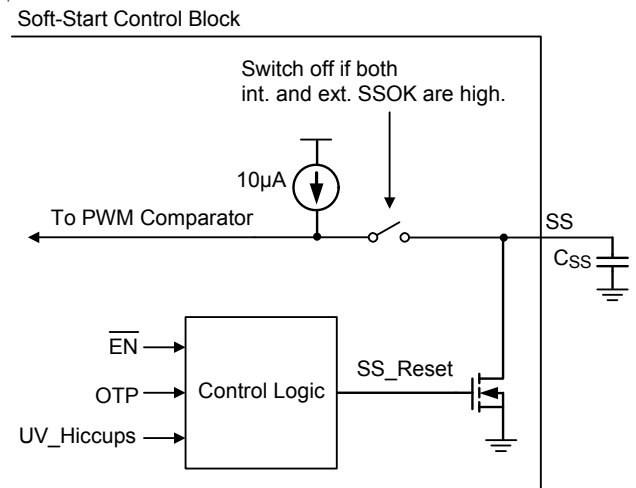 Soft-Start Control Block
Switch off if both
int. and ext. SSOK are high.
10µA
To PWM Comparator
SS
CSS
EN
OTP
UV_Hiccups
Control Logic
SS_Reset